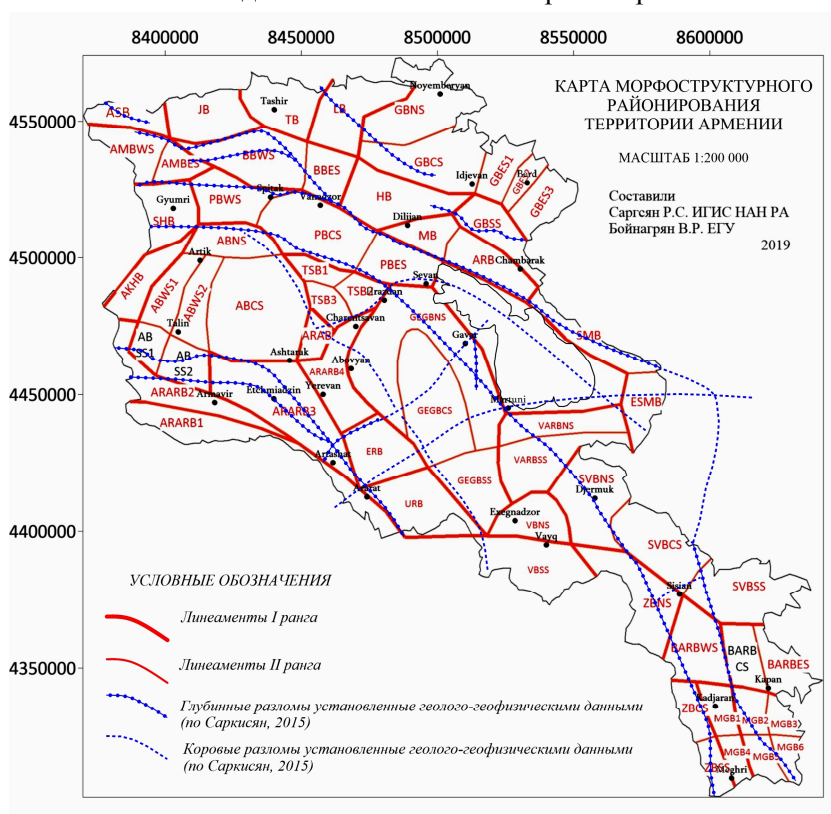 8400000 8450000 8500000 8550000 8600000
КАРТА МОРФОСТРУКТУРНОГО
РАЙОНИРОВАНИЯ
ТЕРРИТОРИИ АРМЕНИИ
МАСШТАБ 1:200 000
Составили
Саргсян Р.С. ИГИС НАН РА
Бойнагрян В.Р. ЕГУ
2019
4550000
4500000
4450000
4400000
4350000
Noyemberyan
ASB JB Tashir TB LB GBNS
AMBWS AMBES BBWS BBES GBCS
Idjevan GBES1 Berd GBES3
Gyumri PBWS Spitak Vanadzor HB
SHB Dilijan GBSS
ABNS PBCS MB
Artik PBES ARB Chambarak
AKHB ABWS1 ABWS2 TSB1 Sevan
ABCS TSB3 Hrazdan
Talin Charentsavan GEGBNS
AB
SS1
AB
SS2
ARAB Gavar SMB
Ashtarak Abovyan
ARARB4
ARARB2 Armavir Etchmiadzin Yerevan
ARARB3 GEGBCS Martuni ESMB
ARARB1 VARBNS
Artashat ERB
VARBSS
Ararat GEGBSS SVBNS
Djermuk
URB Exegnadzor
VBNS
Vayq
SVBCS
VBSS
Sisian SVBSS
ZBNS
BARBWS BARB
CS
BARBES
Kapan
Kadjaran
ZBCS MGB1 MGB2 MGB3
MGB4 MGB5 MGB6
ZBSS Meghri
УСЛОВНЫЕ ОБОЗНАЧЕНИЯ
Линеаменты I ранга
Линеаменты II ранга
Глубинные разломы установленные геолого-геофизическими данными
(по Саркисян, 2015)
Коровые разломы установленные геолого-геофизическими данными
(по Саркисян, 2015)